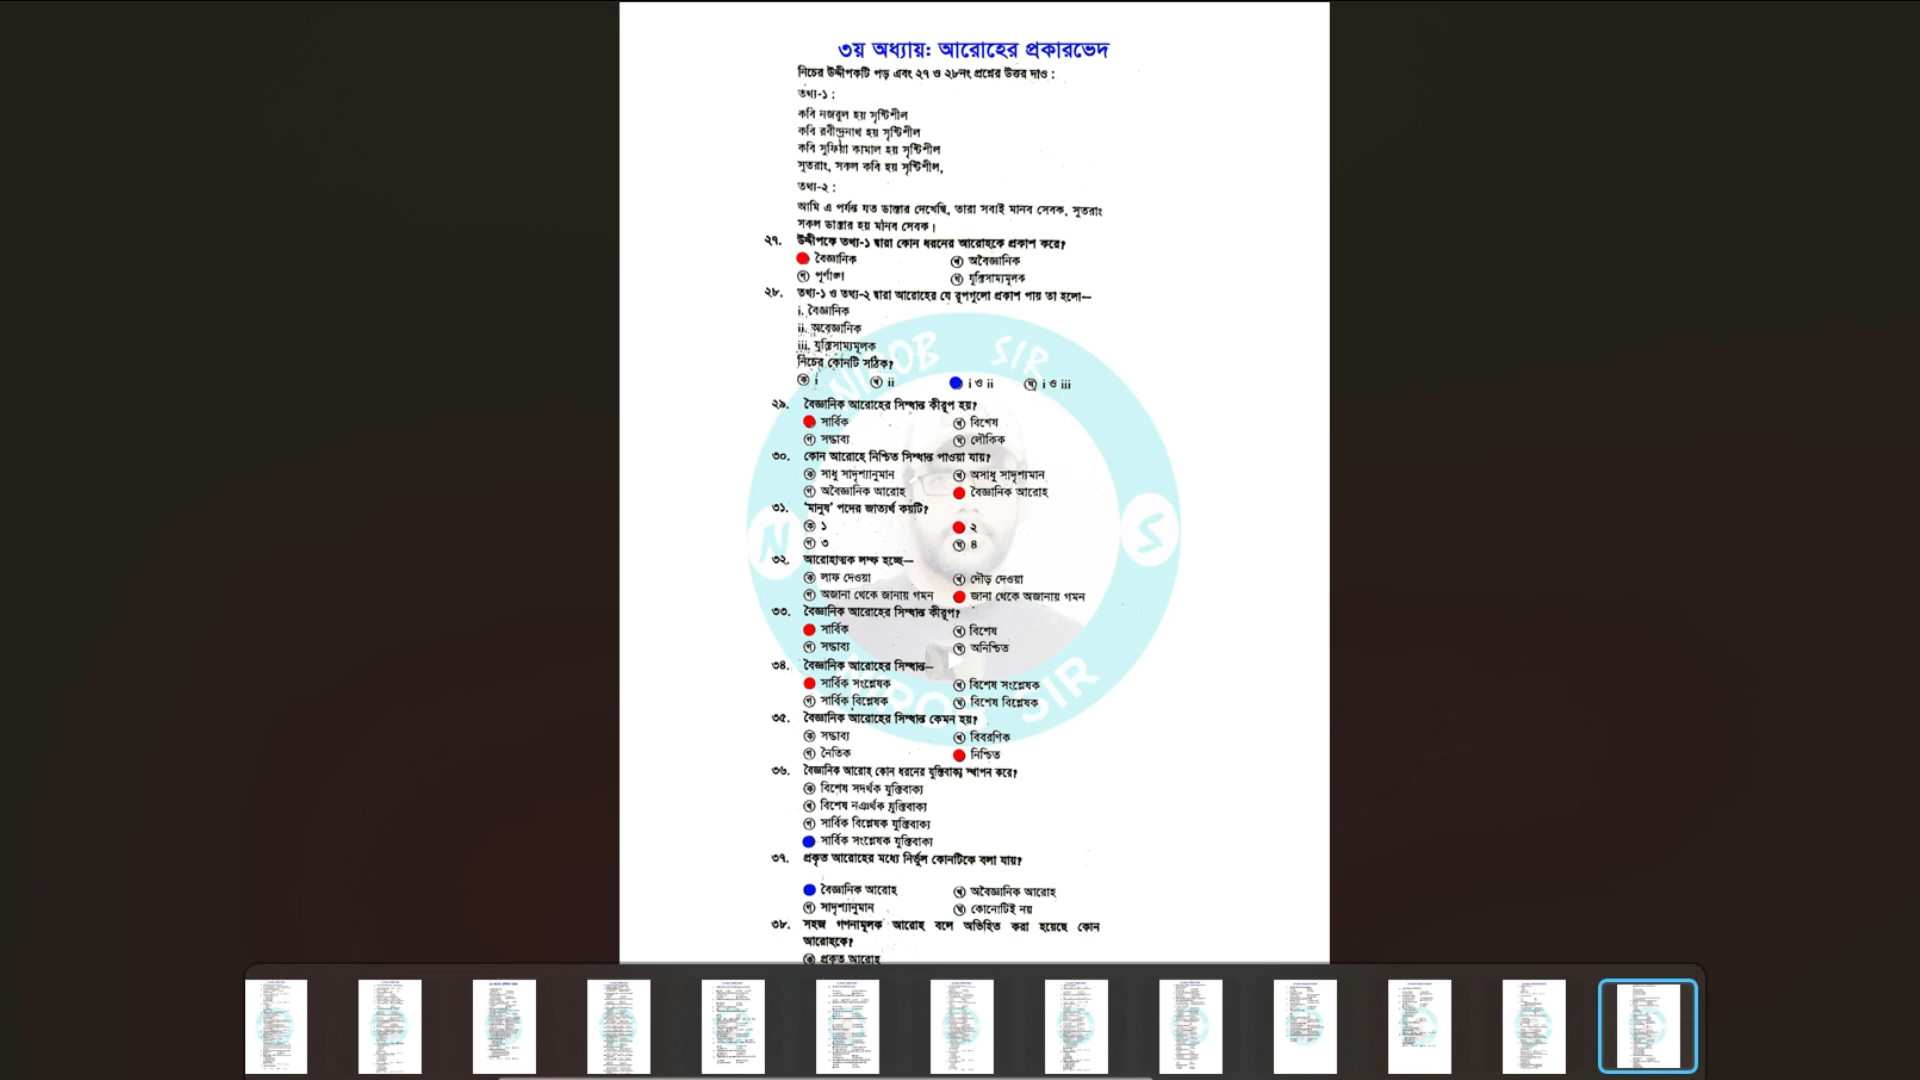 ৩য় অধ্যায়: আরোহের প্রকারভেদ
নিচের উদ্দীপকটি পড় এবং ২৭ ও ২৮নং প্রশ্নের উত্তর দাও :
তথ্য-১ :
কবি নজরুল হয় সৃষ্টিশীল
কবি রবীন্দ্রনাথ হয় সৃষ্টিশীল
কবি সুফিয়া কামাল হয় সৃষ্টিশীল
সুতরাং, সকল কবি হয় সৃষ্টিশীল,
তথ্য-২ :
আমি এ পর্যন্ত যত ডাক্তার দেখেছি, তারা সবাই মানব সেবক, সুতরাং
সকল ডাক্তার হয় মানব সেবক।
২৭. উদ্দীপকে তথ্য-১ দ্বারা কোন ধরনের আরোহকে প্রকাশ করে?
বৈজ্ঞানিক খ অবৈজ্ঞানিক
গ পূর্ণাঙ্গ ঘ যুক্তিসাম্যমূলক
২৮. তথ্য-১ ও তথ্য-২ দ্বারা আরোহের যে রূপগুলো প্রকাশ পায় তা হলো—
i. বৈজ্ঞানিক
ii. অবৈজ্ঞানিক
iii. যুক্তিসাম্যমূলক
নিচের কোনটি সঠিক?
ক i খ ii i ও ii ঘ i ও iii
২৯. বৈজ্ঞানিক আরোহের সিদ্ধান্ত কীরূপ হয়?
সার্বিক খ বিশেষ
গ সম্ভাব্য ঘ লৌকিক
৩০. কোন আরোহে নিশ্চিত সিদ্ধান্ত পাওয়া যায়?
ক সাধু সাদৃশ্যানুমান খ অসাধু সাদৃশ্যমান
গ অবৈজ্ঞানিক আরোহ বৈজ্ঞানিক আরোহ
৩১. ‘মানুষ’ পদের জাত্যর্থ কয়টি?
ক ১ ২
গ ৩ ঘ ৪
৩২. আরোহাত্মক লম্ফ হচ্ছে—
ক লাফ দেওয়া খ দৌড় দেওয়া
গ অজানা থেকে জানায় গমন জানা থেকে অজানায় গমন
৩৩. বৈজ্ঞানিক আরোহের সিদ্ধান্ত কীরূপ?
সার্বিক খ বিশেষ
গ সম্ভাব্য ঘ অনিশ্চিত
৩৪. বৈজ্ঞানিক আরোহের সিদ্ধান্ত—
সার্বিক সংশ্লেষক খ বিশেষ সংশ্লেষক
গ সার্বিক বিশ্লেষক ঘ বিশেষ বিশ্লেষক
৩৫. বৈজ্ঞানিক আরোহের সিদ্ধান্ত কেমন হয়?
ক সম্ভাব্য খ বিবরণিক
গ নৈতিক নিশ্চিত
৩৬. বৈজ্ঞানিক আরোহ কোন ধরনের যুক্তিবাক্য স্থাপন করে?
ক বিশেষ সদর্থক যুক্তিবাক্য
খ বিশেষ নঞর্থক যুক্তিবাক্য
গ সার্বিক বিশ্লেষক যুক্তিবাক্য
সার্বিক সংশ্লেষক যুক্তিবাক্য
৩৭. প্রকৃত আরোহের মধ্যে নির্ভুল কোনটিকে বলা যায়?
বৈজ্ঞানিক আরোহ খ অবৈজ্ঞানিক আরোহ
গ সাদৃশ্যানুমান ঘ কোনোটিই নয়
৩৮. সহজ গণনামূলক আরোহ বলে অভিহিত করা হয়েছে কোন
আরোহকে?
ক প্রকৃত আরোহ
NIROB SIR
N S
NIROB SIR